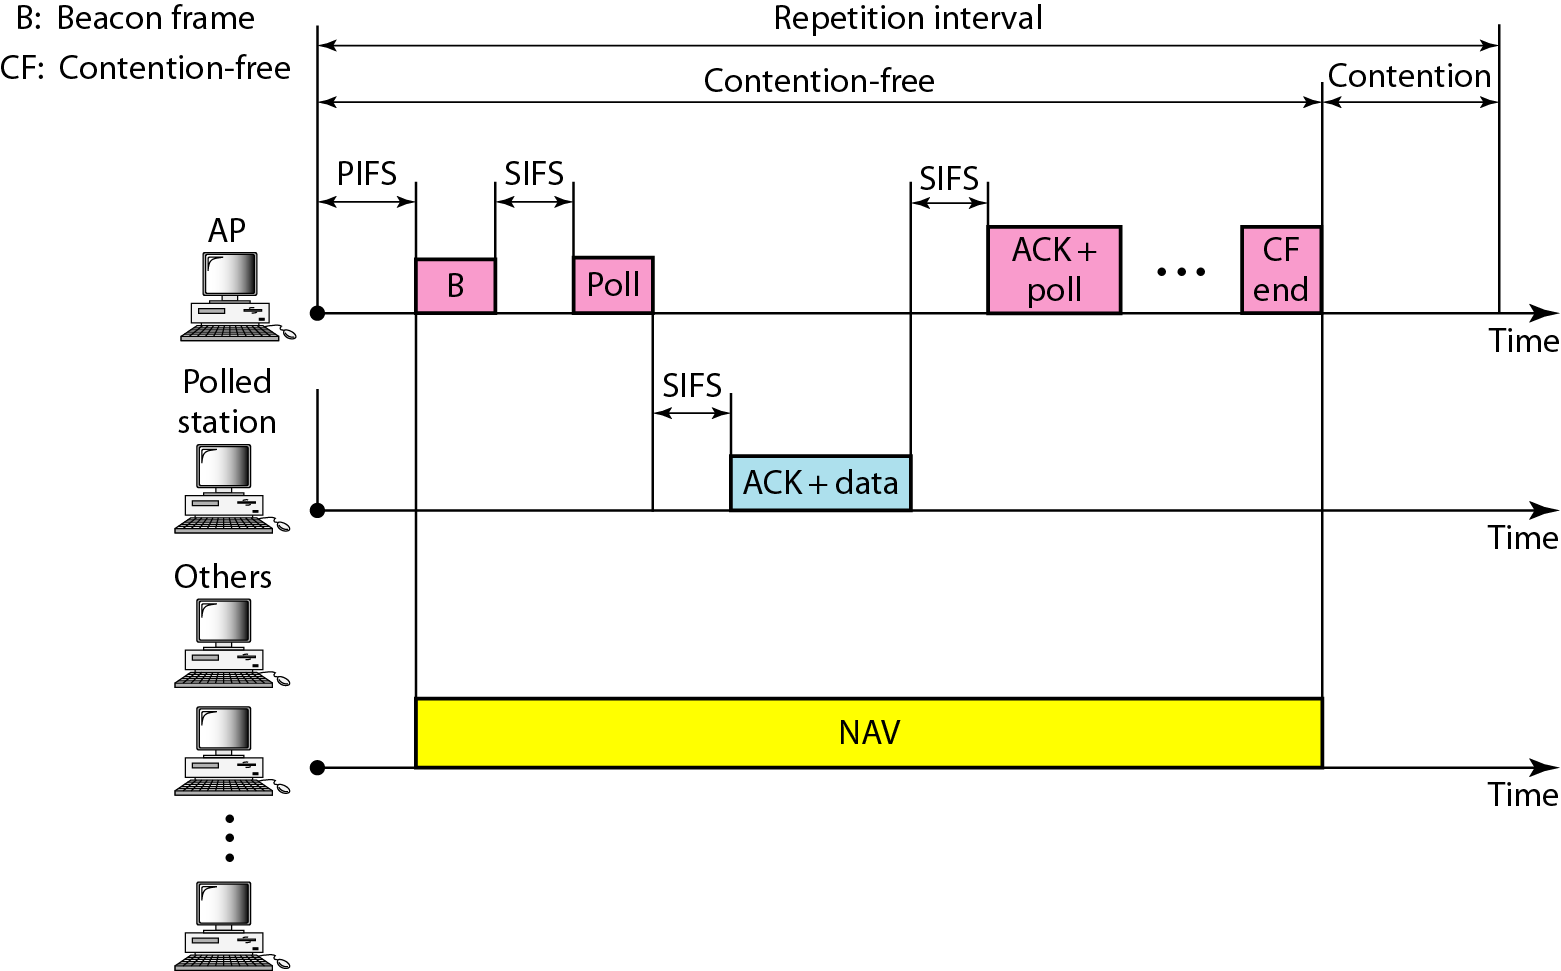 B: Beacon frame
CF: Contention-free
Repetition interval
Contention-free
Contention
PIFS
SIFS
SIFS
AP
B
Poll
ACK +
poll
CF
end
Time
Polled
station
SIFS
ACK + data
Time
Others
NAV
Time